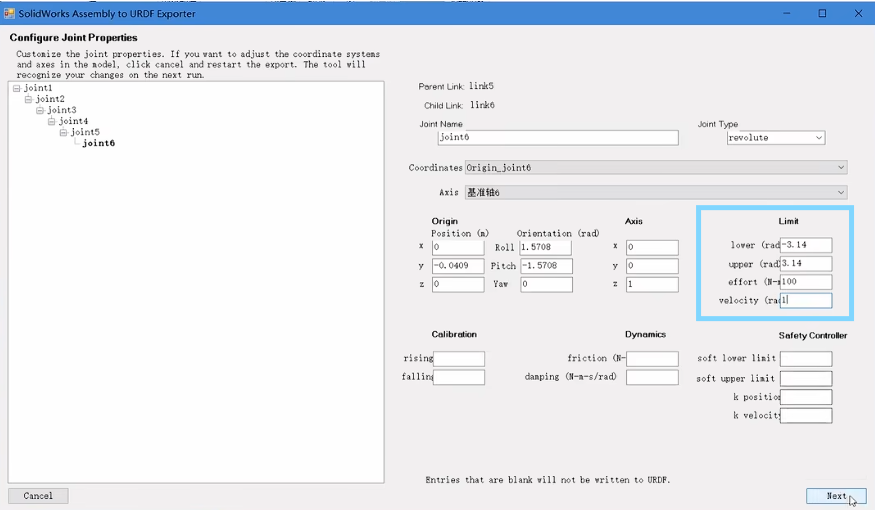 SolidWorks Assembly to URDF Exporter
Configure Joint Properties
Customize the joint properties. If you want to adjust the coordinate systems
and axes in the model, click cancel and restart the export. The tool will
recognize your changes on the next run.
joint1
joint2
joint3
joint4
joint5
joint6
Parent Link: link5
Child Link: link6
Joint Name
joint6
Joint Type
revolute
Coordinates Origin_joint6
Axis 基准轴6
Origin
Position (m) Orientation (rad)
x 0 Roll 1.5708
y -0.0409 Pitch -1.5708
z 0 Yaw 0
Axis
x 0
y 0
z 1
Limit
lower (rad -3.14
upper (rad 3.14
effort (N-m 100
velocity (rad 1
Calibration
rising
falling
Dynamics
friction (N-
damping (N-m-s/rad)
Safety Controller
soft lower limit
soft upper limit
k position
k velocity
Entries that are blank will not be written to URDF.
Cancel
Next